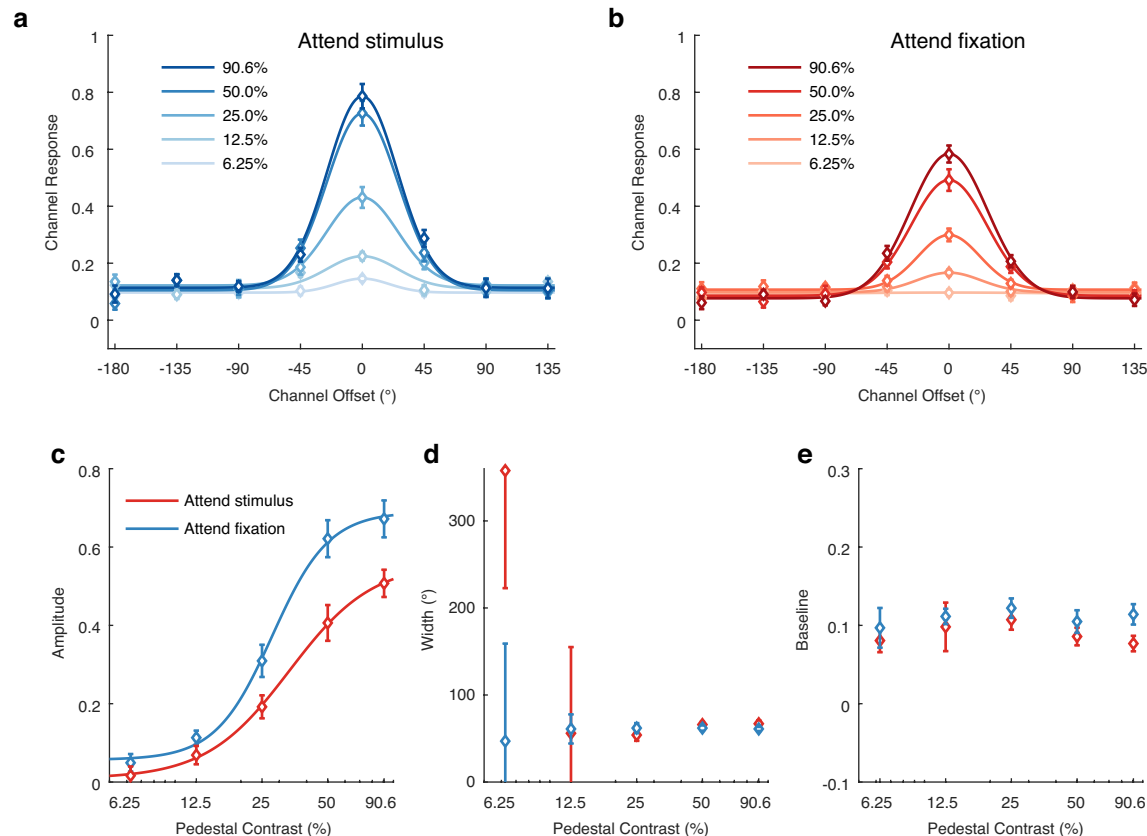 a
Attend stimulus
1
0.8
0.6
0.4
0.2
0
Channel Response
90.6%
50.0%
25.0%
12.5%
6.25%
-180 -135 -90 -45 0 45 90 135
Channel Offset (°)
b
Attend fixation
1
0.8
0.6
0.4
0.2
0
Channel Response
90.6%
50.0%
25.0%
12.5%
6.25%
-180 -135 -90 -45 0 45 90 135
Channel Offset (°)
c
0.8
0.6
0.4
0.2
0
Amplitude
Attend stimulus
Attend fixation
6.25 12.5 25 50 90.6
Pedestal Contrast (%)
d
300
200
100
0
Width (°)
6.25 12.5 25 50 90.6
Pedestal Contrast (%)
e
0.3
0.2
0.1
0
-0.1
Baseline
6.25 12.5 25 50 90.6
Pedestal Contrast (%)